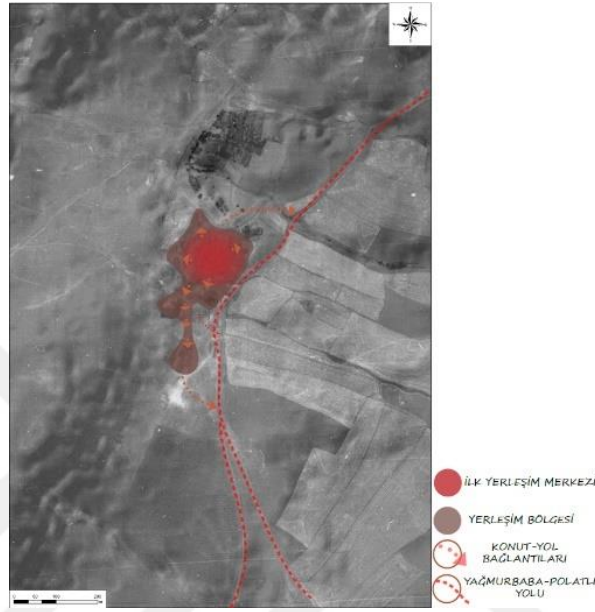 İLK YERLEŞİM MERKEZİ
YERLEŞİM BÖLGESİ
KONUT-YOL
BAĞLANTILARI
YAĞMURBABA-POLATLI
YOLU